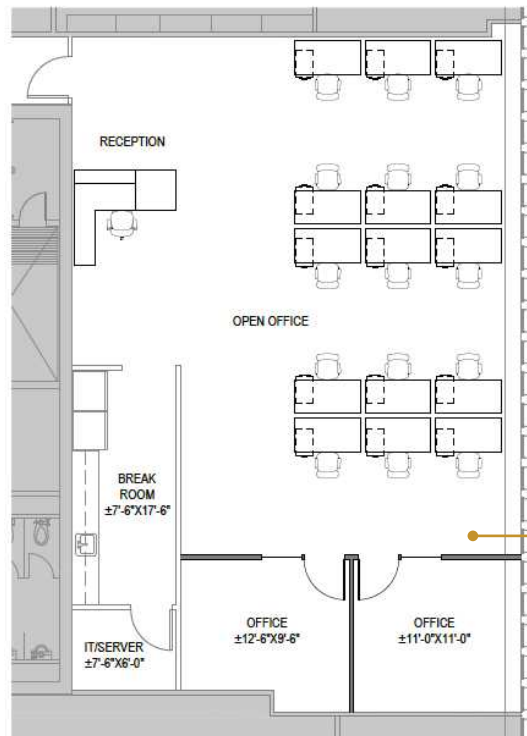 RECEPTION
OPEN OFFICE
BREAK
ROOM
±7'-6"X17'-6"
OFFICE
±12'-6"X9'-6"
OFFICE
±11'-0"X11'-0"
IT/SERVER
±7'-6"X6'-0"